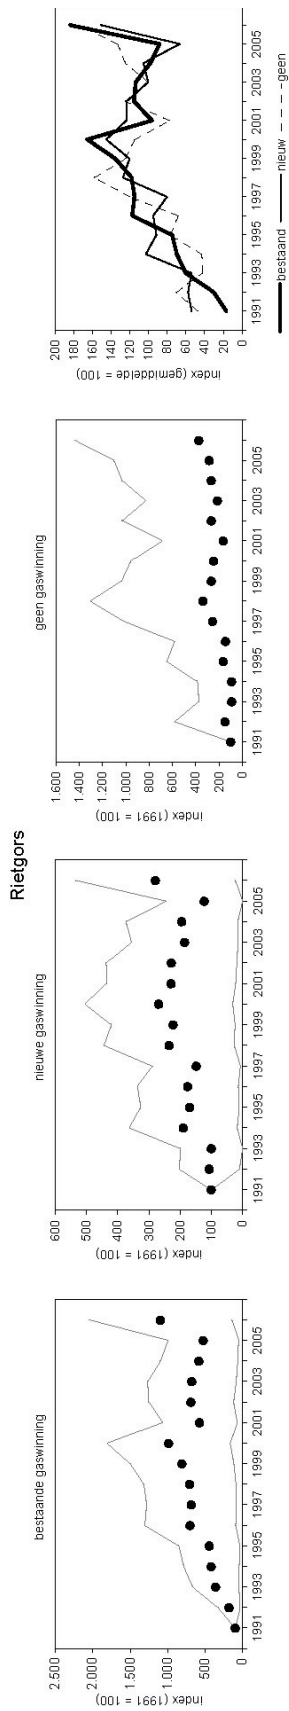 Rietgors
bestaande gaswinning
index (1991 = 100)
2.500
2.000
1.500
1.000
500
0
1991 1993 1995 1997 1999 2001 2003 2005
nieuwe gaswinning
index (1991 = 100)
600
500
400
300
200
100
0
1991 1993 1995 1997 1999 2001 2003 2005
geen gaswinning
index (1991 = 100)
1.600
1.400
1.200
1.000
800
600
400
200
0
1991 1993 1995 1997 1999 2001 2003 2005
index (gemiddelde = 100)
200
180
160
140
120
100
80
60
40
20
0
1991 1993 1995 1997 1999 2001 2003 2005
bestaand nieuw geen